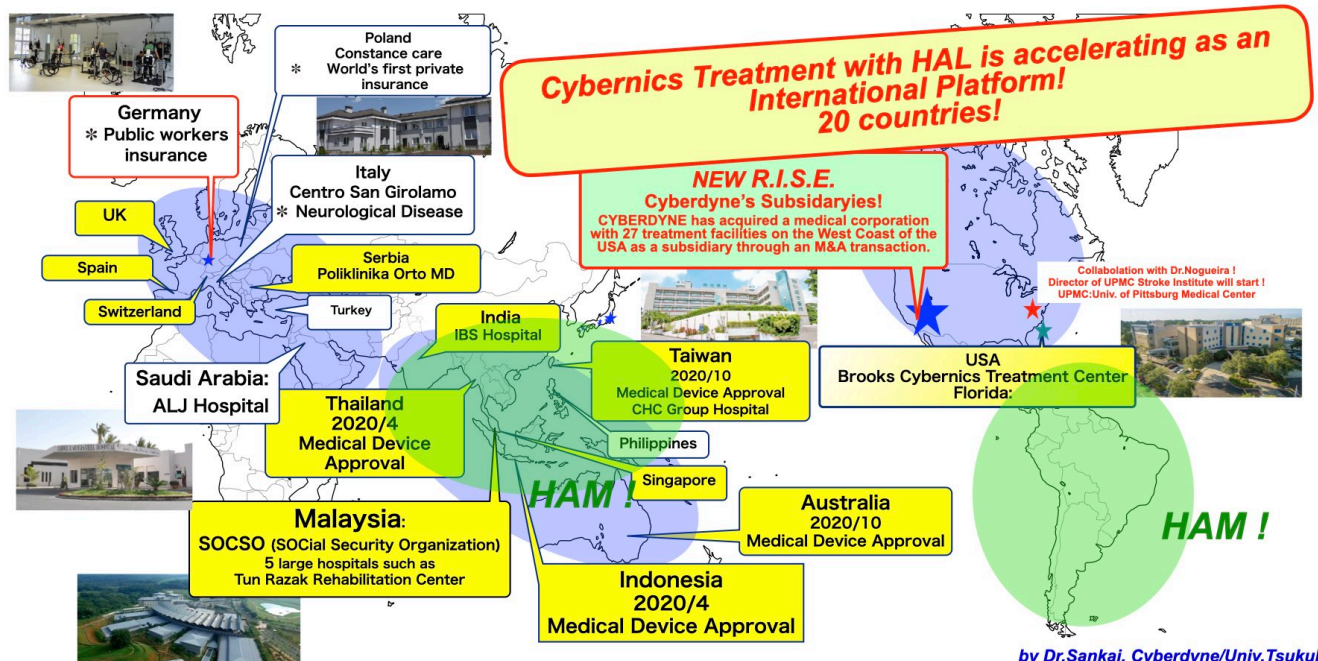 Cybernics Treatment with HAL is accelerating as an
International Platform!
20 countries!
Poland
Constance care
* World's first private
insurance
Germany
* Public workers
insurance
Italy
Centro San Girolamo
* Neurological Disease
UK
Spain
Switzerland
Serbia
Poliklinika Orto MD
Turkey
Saudi Arabia:
ALJ Hospital
India
IBS Hospital
Thailand
2020/4
Medical Device
Approval
Taiwan
2020/10
Medical Device Approval
CHC Group Hospital
Philippines
Singapore
HAM !
Malaysia:
SOCSO (SOCial Security Organization)
5 large hospitals such as
Tun Razak Rehabilitation Center
Indonesia
2020/4
Medical Device Approval
Australia
2020/10
Medical Device Approval
NEW R.I.S.E.
Cyberdyne's Subsidaryies!
CYBERDYNE has acquired a medical corporation
with 27 treatment facilities on the West Coast of the
USA as a subsidiary through an M&A transaction.
Collabolation with Dr.Nogueira !
Director of UPMC Stroke Institute will start !
UPMC:Univ. of Pittsburg Medical Center
USA
Brooks Cybernics Treatment Center
Florida:
HAM !
by Dr.Sankai, Cyberdyne/Univ.Tsuku